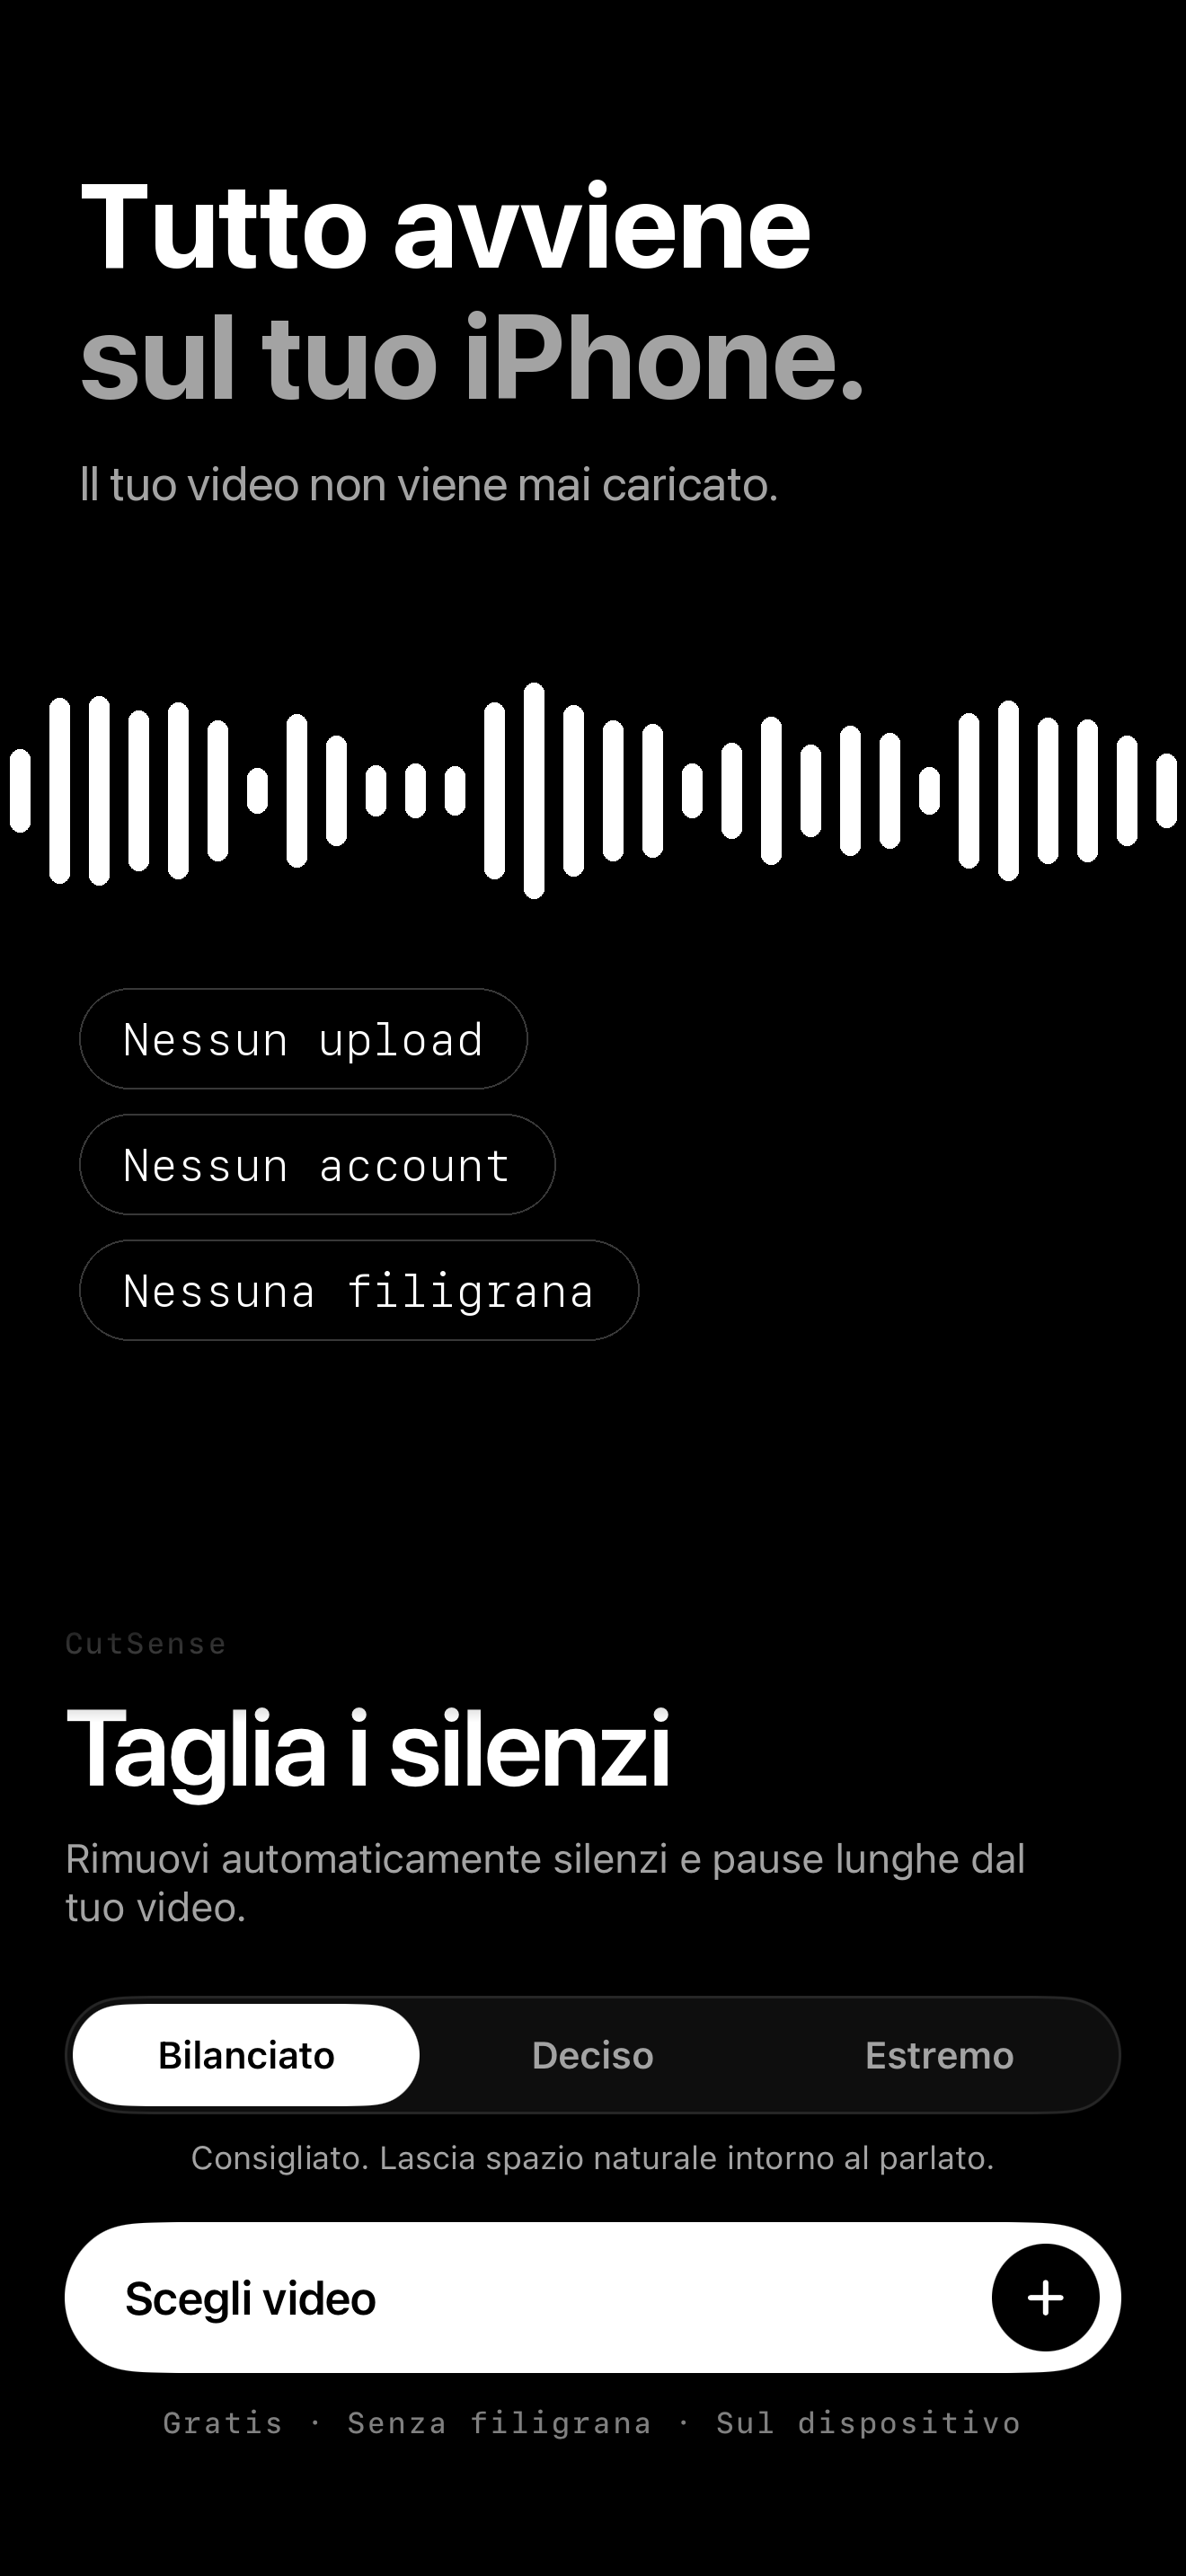 Tutto avviene
sul tuo iPhone.
Il tuo video non viene mai caricato.
Nessun upload
Nessun account
Nessuna filigrana
CutSense
Taglia i silenzi
Rimuovi automaticamente silenzi e pause lunghe dal
tuo video.
Bilanciato Deciso Estremo
Consigliato. Lascia spazio naturale intorno al parlato.
Scegli video
Gratis · Senza filigrana · Sul dispositivo